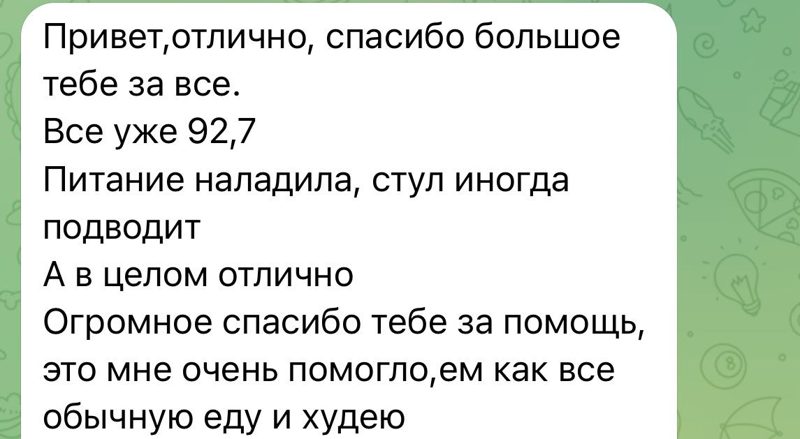 Привет,отлично, спасибо большое
тебе за все.
Все уже 92,7
Питание наладила, стул иногда
подводит
А в целом отлично
Огромное спасибо тебе за помощь,
это мне очень помогло,ем как все
обычную еду и худею